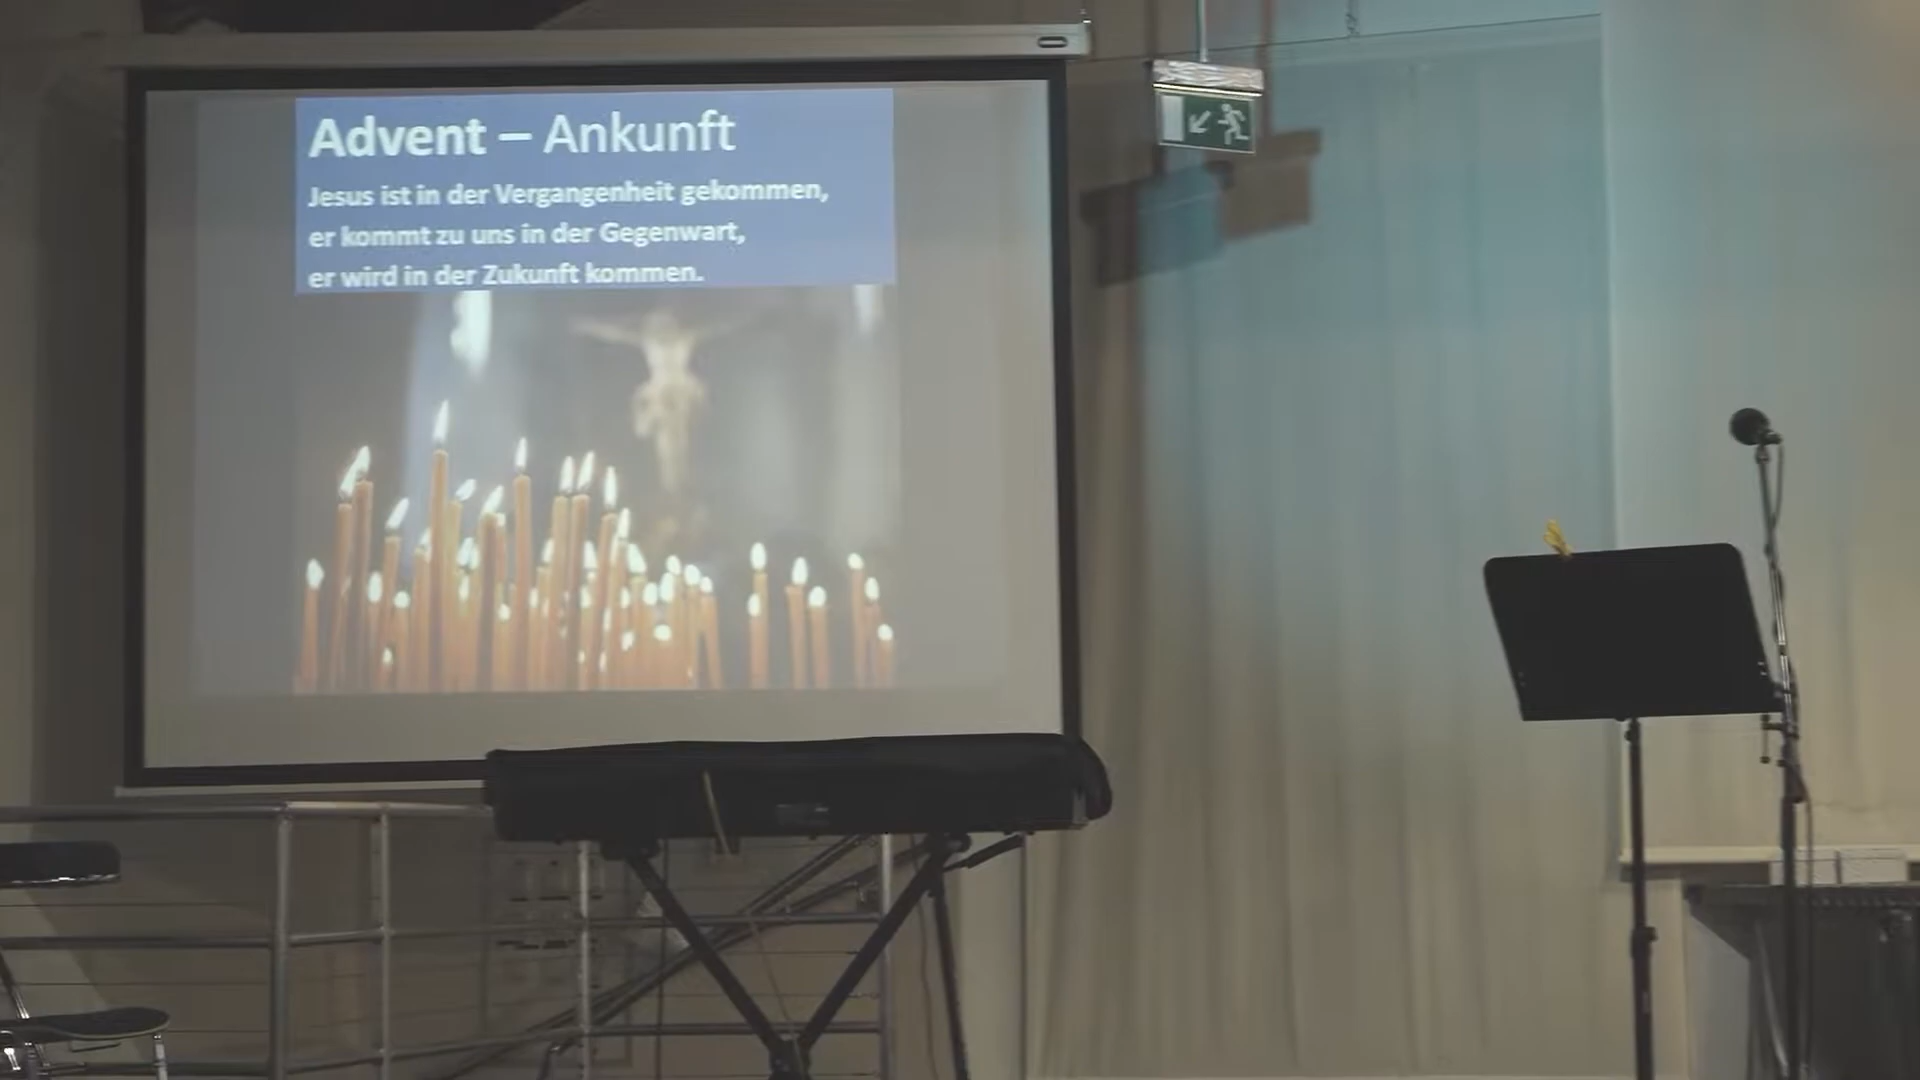 Advent – Ankunft
Jesus ist in der Vergangenheit gekommen,
er kommt zu uns in der Gegenwart,
er wird in der Zukunft kommen.